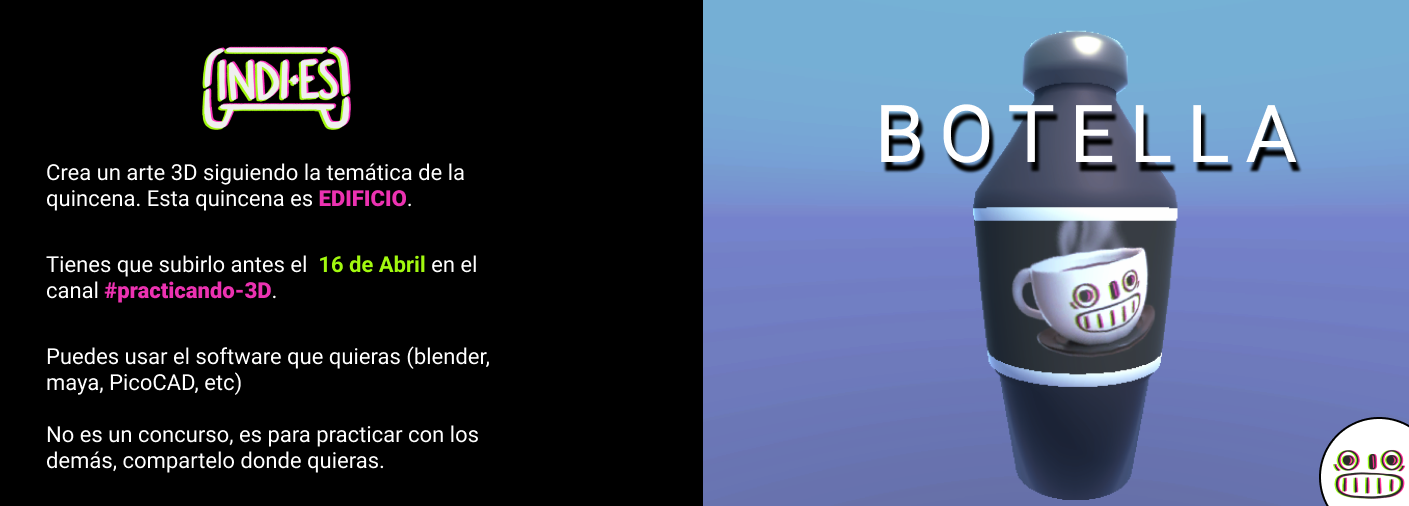 INDI-ES
Crea un arte 3D siguiendo la temática de la
quincena. Esta quincena es EDIFICIO.
Tienes que subirlo antes el  16 de Abril en el
canal #practicando-3D.
Puedes usar el software que quieras (blender,
maya, PicoCAD, etc)
No es un concurso, es para practicar con los
demás, compartelo donde quieras.
BOTELLA